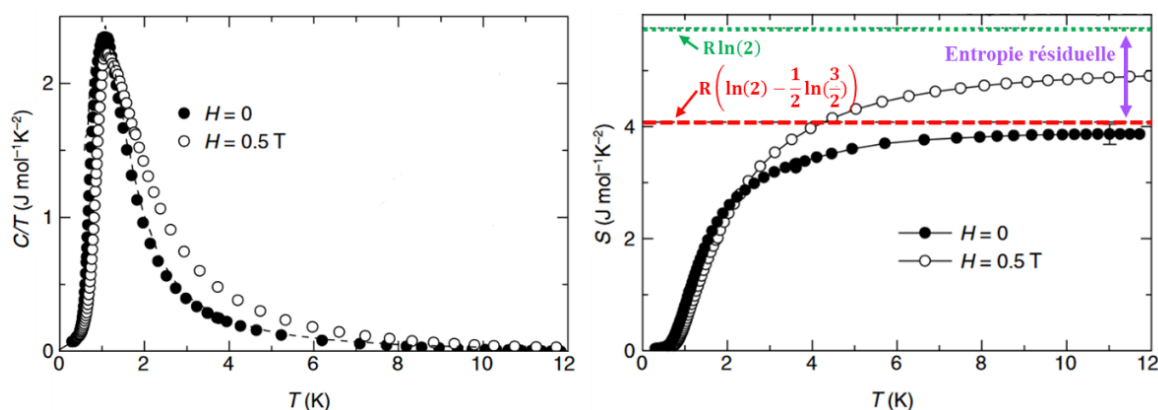 C/T (J mol⁻¹K⁻²)
2
1
0
H = 0
H = 0.5 T
0 2 4 6 8 10 12
T (K)
S (J mol⁻¹K⁻²)
6
4
2
0
Rln(2)
R(ln(2) − 1/2 ln(3/2))
Entropie résiduelle
H = 0
H = 0.5 T
0 2 4 6 8 10 12
T (K)